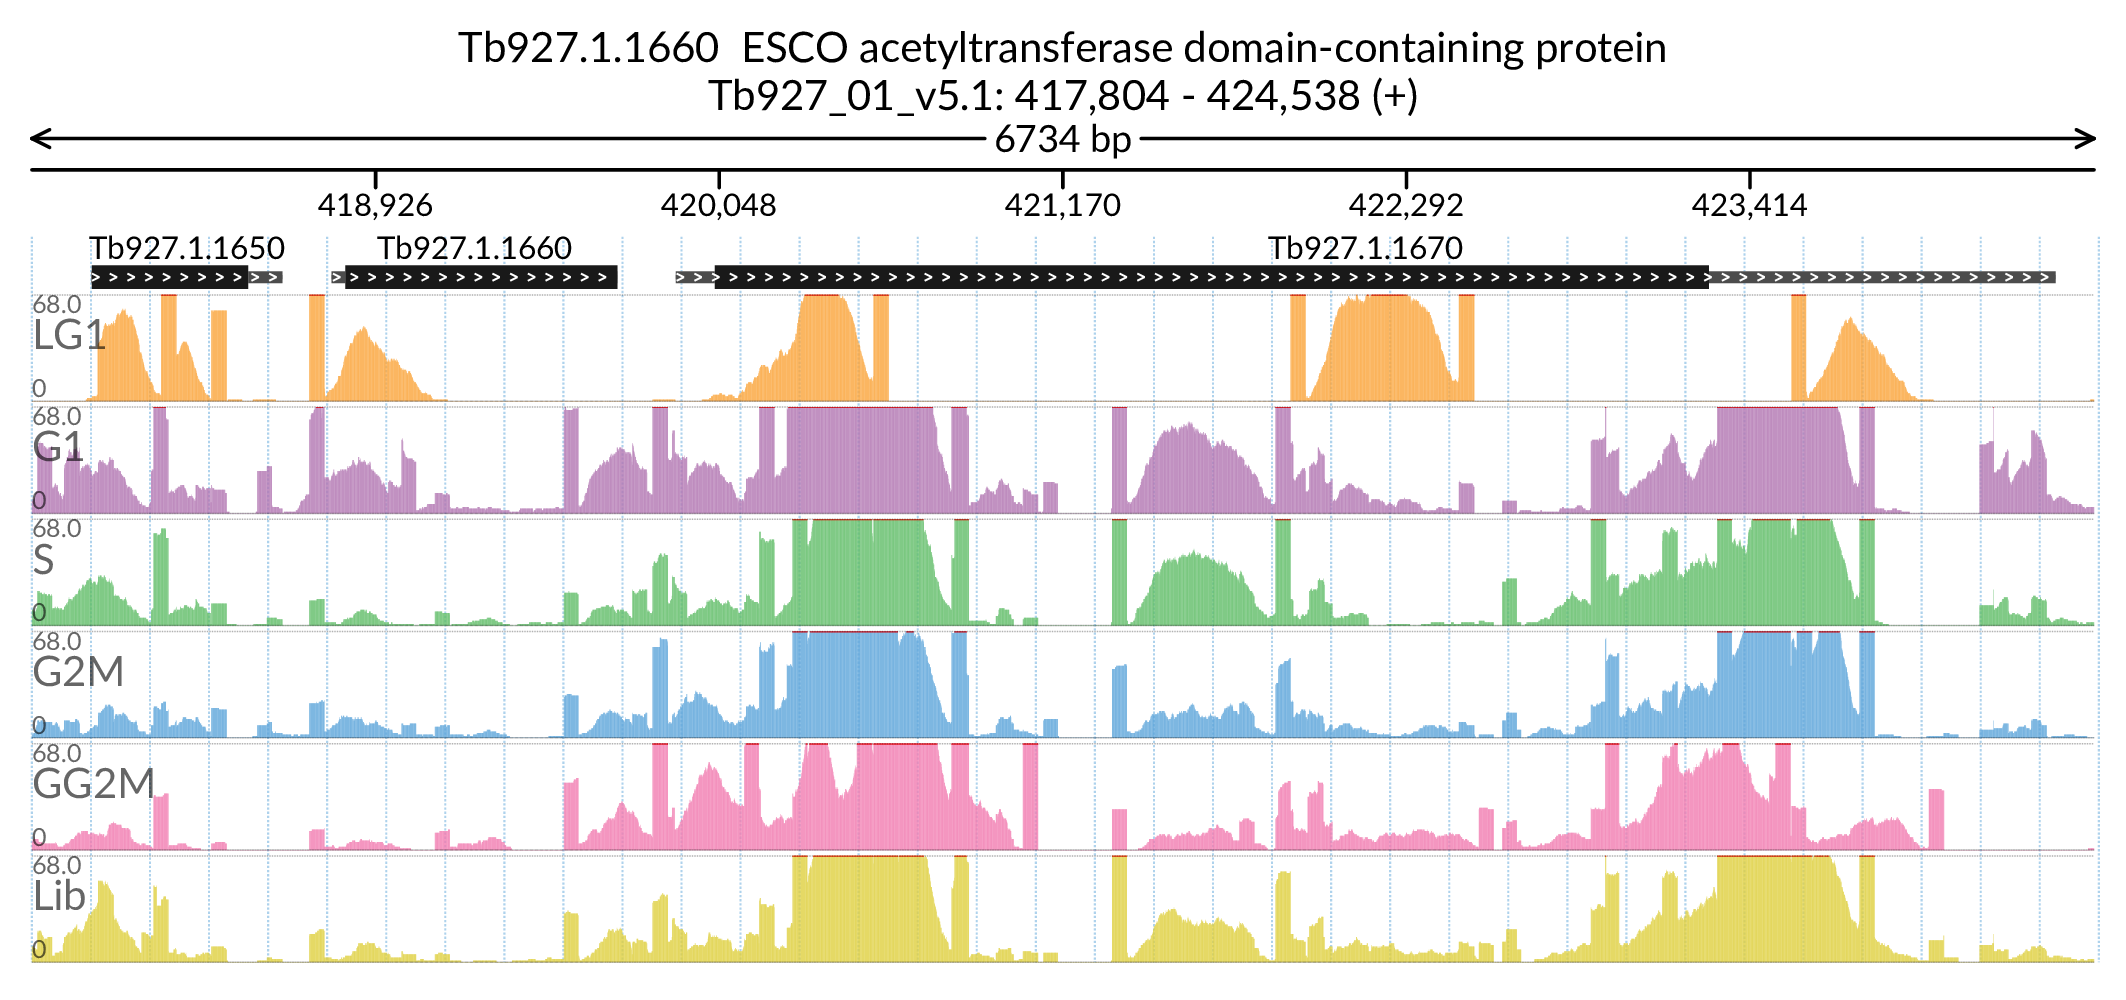 Tb927.1.1660  ESCO acetyltransferase domain-containing protein
Tb927_01_v5.1: 417,804 - 424,538 (+)
6734 bp
418,926 420,048 421,170 422,292 423,414
Tb927.1.1650 Tb927.1.1660 Tb927.1.1670
68.0
LG1
0
68.0
G1
0
68.0
S
0
68.0
G2M
0
68.0
GG2M
0
68.0
Lib
0